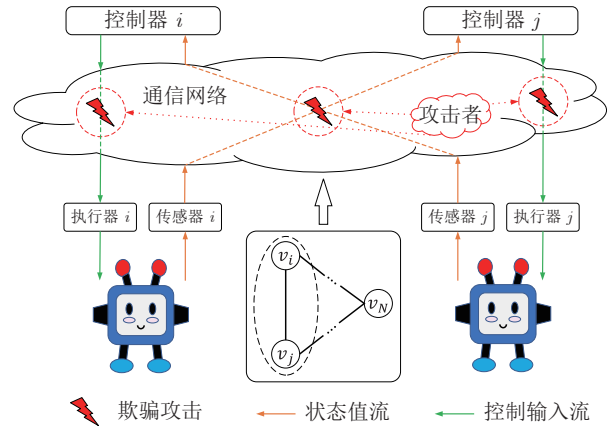 控制器 i
控制器 j
通信网络
攻击者
执行器 i
传感器 i
传感器 j
执行器 j
v_i
v_N
v_j
欺骗攻击
状态值流
控制输入流